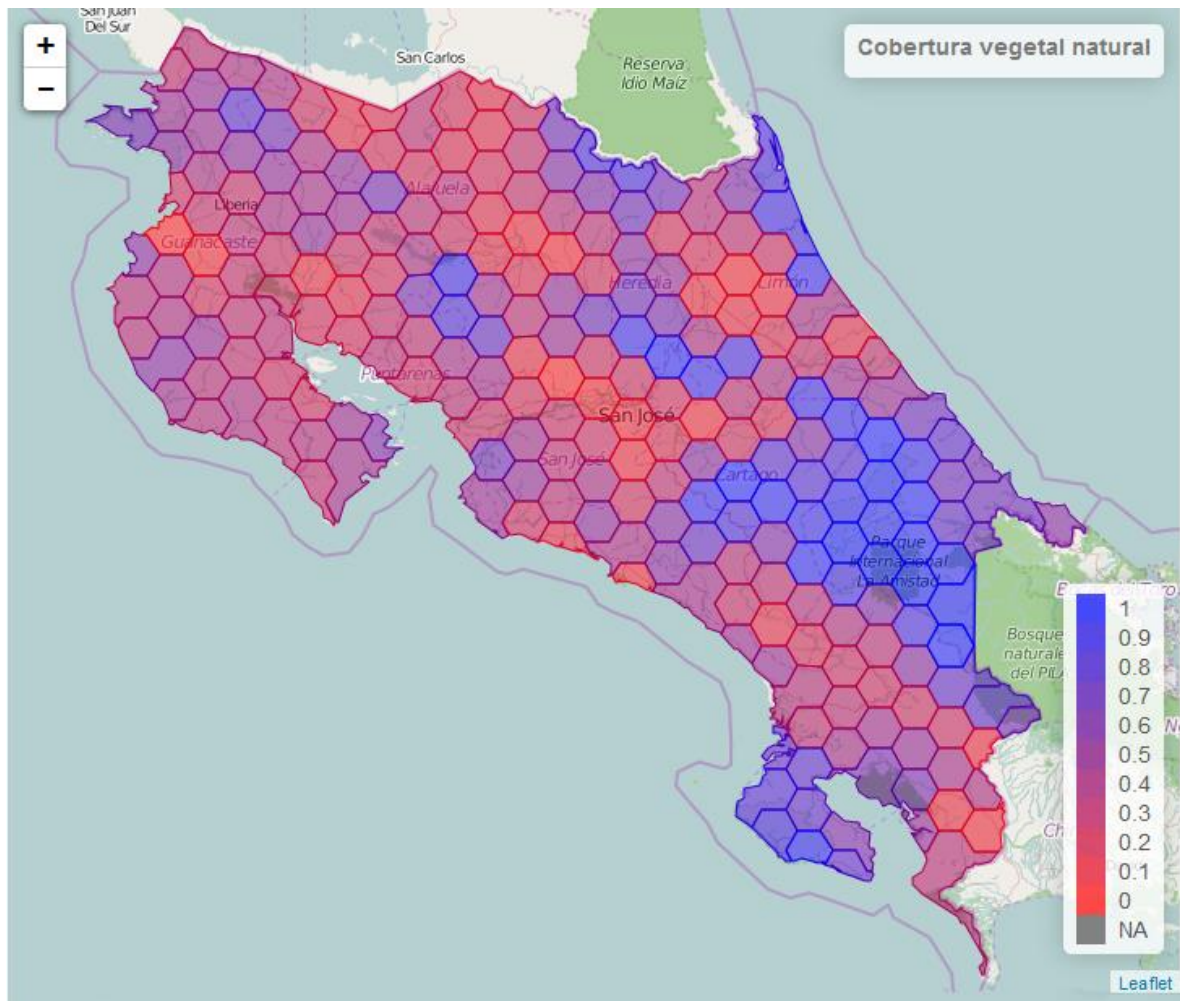 San Juan
Del Sur
+
−
San Carlos
Reserva
Idio Maíz
Cobertura vegetal natural
Alajuela
Liberia
Guanacaste
Heredia
Limón
Puntarenas
San José
San José
Cartago
Parque
Internacional
La Amistad
Bosque
naturale
del PILA
1
0.9
0.8
0.7
0.6
0.5
0.4
0.3
0.2
0.1
0
NA
Leaflet